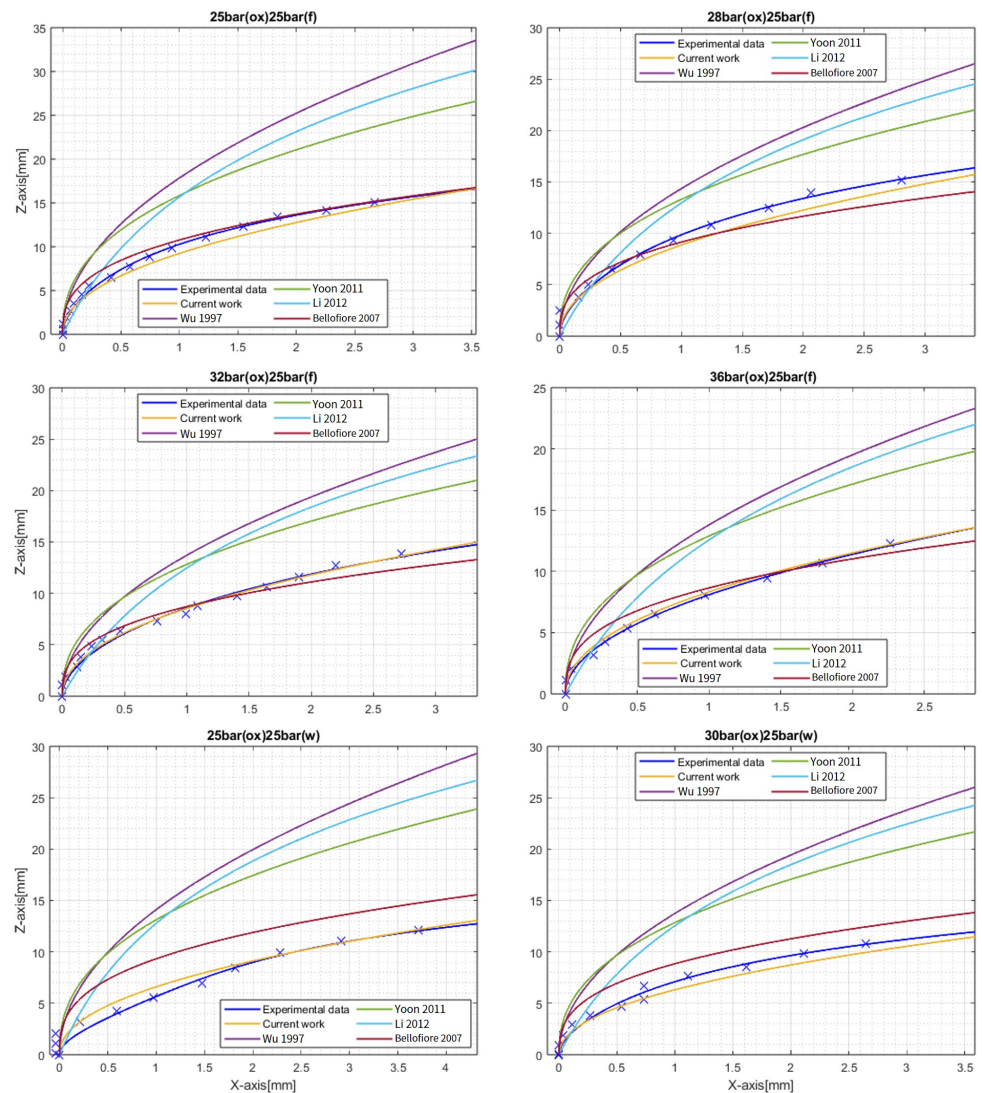 25bar(ox)25bar(f)
35
30
25
20
15
10
5
0
Z-axis[mm]
0 0.5 1 1.5 2 2.5 3 3.5
Experimental data Yoon 2011
Current work Li 2012
Wu 1997 Bellofiore 2007
28bar(ox)25bar(f)
30
25
20
15
10
5
0
0 0.5 1 1.5 2 2.5 3
Experimental data Yoon 2011
Current work Li 2012
Wu 1997 Bellofiore 2007
32bar(ox)25bar(f)
30
25
20
15
10
5
0
Z-axis[mm]
0 0.5 1 1.5 2 2.5 3
Experimental data Yoon 2011
Current work Li 2012
Wu 1997 Bellofiore 2007
36bar(ox)25bar(f)
25
20
15
10
5
0
0 0.5 1 1.5 2 2.5
Experimental data Yoon 2011
Current work Li 2012
Wu 1997 Bellofiore 2007
25bar(ox)25bar(w)
30
25
20
15
10
5
0
Z-axis[mm]
0 0.5 1 1.5 2 2.5 3 3.5 4
X-axis[mm]
Experimental data Yoon 2011
Current work Li 2012
Wu 1997 Bellofiore 2007
30bar(ox)25bar(w)
30
25
20
15
10
5
0
0 0.5 1 1.5 2 2.5 3 3.5
X-axis[mm]
Experimental data Yoon 2011
Current work Li 2012
Wu 1997 Bellofiore 2007